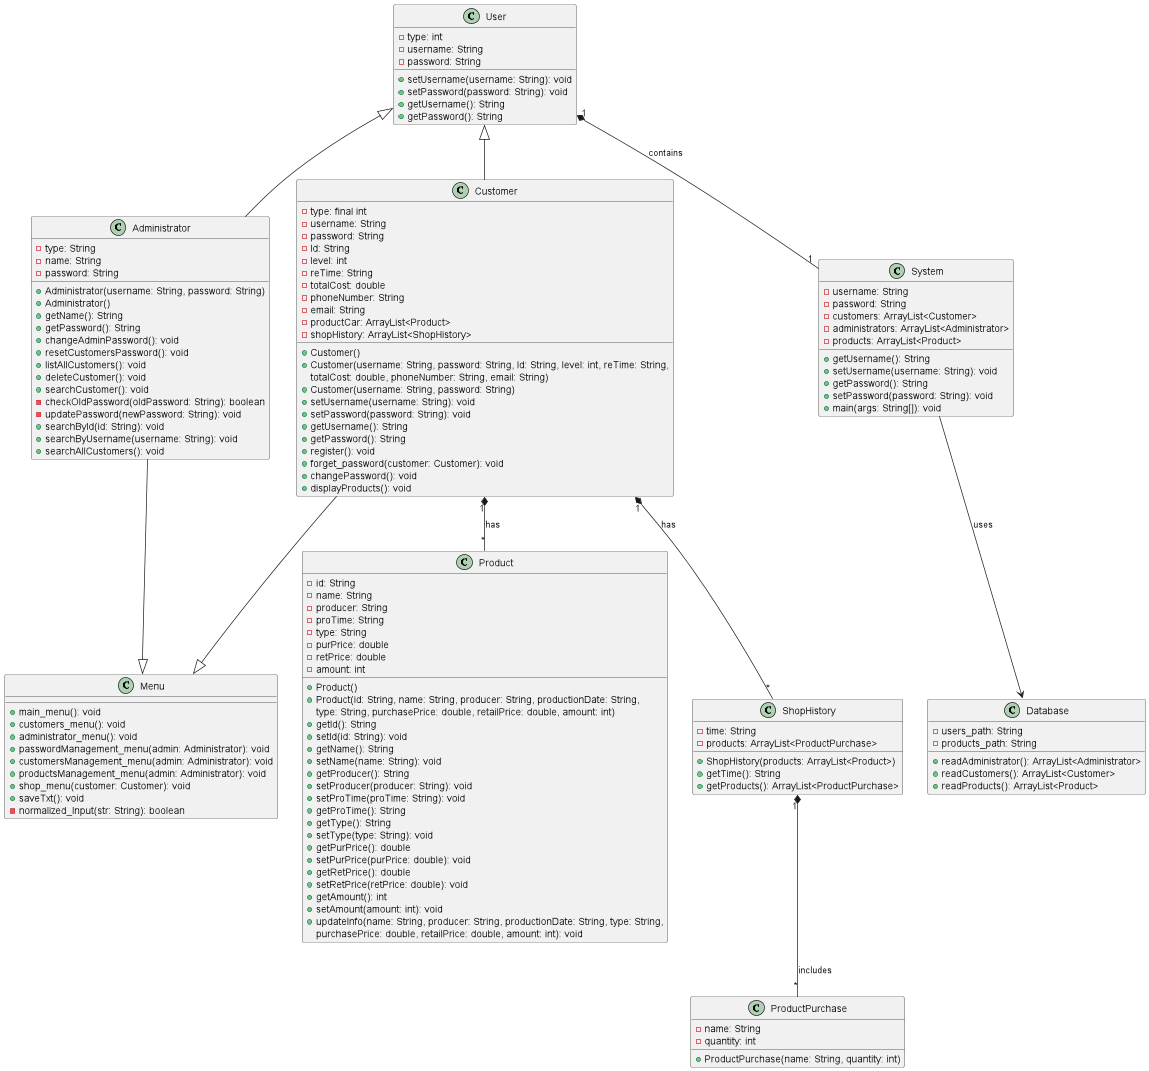 C User
type: int
username: String
password: String
setUsername(username: String): void
setPassword(password: String): void
getUsername(): String
getPassword(): String
1
contains
1
C Administrator
type: String
name: String
password: String
Administrator(username: String, password: String)
Administrator()
getName(): String
getPassword(): String
changeAdminPassword(): void
resetCustomersPassword(): void
listAllCustomers(): void
deleteCustomer(): void
searchCustomer(): void
checkOldPassword(oldPassword: String): boolean
updatePassword(newPassword: String): void
searchById(id: String): void
searchByUsername(username: String): void
searchAllCustomers(): void
C Customer
type: final int
username: String
password: String
Id: String
level: int
reTime: String
totalCost: double
phoneNumber: String
email: String
productCar: ArrayList<Product>
shopHistory: ArrayList<ShopHistory>
Customer()
Customer(username: String, password: String, Id: String, level: int, reTime: String,
totalCost: double, phoneNumber: String, email: String)
Customer(username: String, password: String)
setUsername(username: String): void
setPassword(password: String): void
getUsername(): String
getPassword(): String
register(): void
forget_password(customer: Customer): void
changePassword(): void
displayProducts(): void
C System
username: String
password: String
customers: ArrayList<Customer>
administrators: ArrayList<Administrator>
products: ArrayList<Product>
getUsername(): String
setUsername(username: String): void
getPassword(): String
setPassword(password: String): void
main(args: String[]): void
1
has
*
1
has
*
uses
C Menu
main_menu(): void
customers_menu(): void
administrator_menu(): void
passwordManagement_menu(admin: Administrator): void
customersManagement_menu(admin: Administrator): void
productsManagement_menu(admin: Administrator): void
shop_menu(customer: Customer): void
saveTxt(): void
normalized_Input(str: String): boolean
C Product
id: String
name: String
producer: String
proTime: String
type: String
purPrice: double
retPrice: double
amount: int
Product()
Product(id: String, name: String, producer: String, productionDate: String,
type: String, purchasePrice: double, retailPrice: double, amount: int)
getId(): String
setId(id: String): void
getName(): String
setName(name: String): void
getProducer(): String
setProducer(producer: String): void
setProTime(proTime: String): void
getProTime(): String
getType(): String
setType(type: String): void
getPurPrice(): double
setPurPrice(purPrice: double): void
getRetPrice(): double
setRetPrice(retPrice: double): void
getAmount(): int
setAmount(amount: int): void
updateInfo(name: String, producer: String, productionDate: String, type: String,
purchasePrice: double, retailPrice: double, amount: int): void
C ShopHistory
time: String
products: ArrayList<ProductPurchase>
ShopHistory(products: ArrayList<Product>)
getTime(): String
getProducts(): ArrayList<ProductPurchase>
C Database
users_path: String
products_path: String
readAdministrator(): ArrayList<Administrator>
readCustomers(): ArrayList<Customer>
readProducts(): ArrayList<Product>
1
includes
*
C ProductPurchase
name: String
quantity: int
ProductPurchase(name: String, quantity: int)